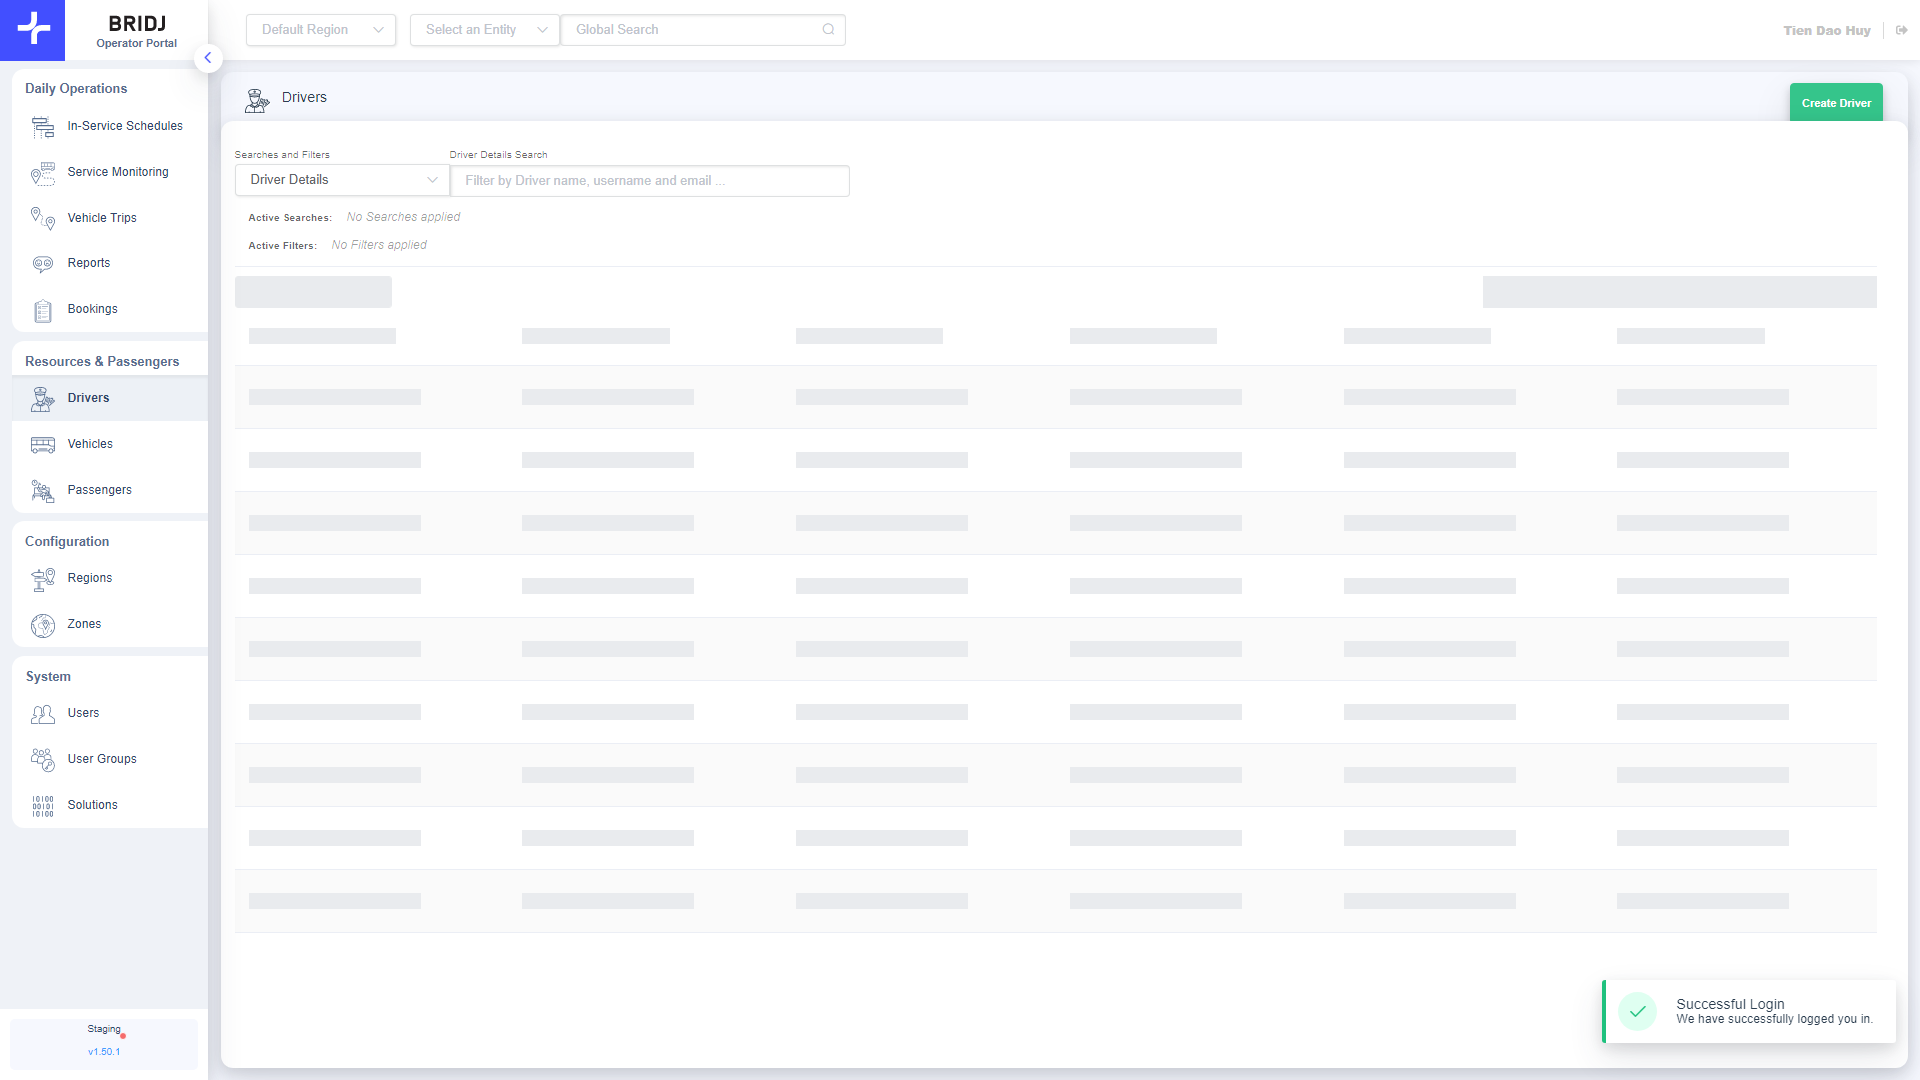 BRIDJ
Operator Portal
Default Region
Select an Entity
Global Search
Tien Dao Huy
Daily Operations
In-Service Schedules
Service Monitoring
Vehicle Trips
Reports
Bookings
Resources & Passengers
Drivers
Vehicles
Passengers
Configuration
Regions
Zones
System
Users
User Groups
10100
00101
10100
Solutions
Staging
v1.50.1
Drivers
Create Driver
Searches and Filters
Driver Details Search
Driver Details
Filter by Driver name, username and email ...
Active Searches: No Searches applied
Active Filters: No Filters applied
Successful Login
We have successfully logged you in.